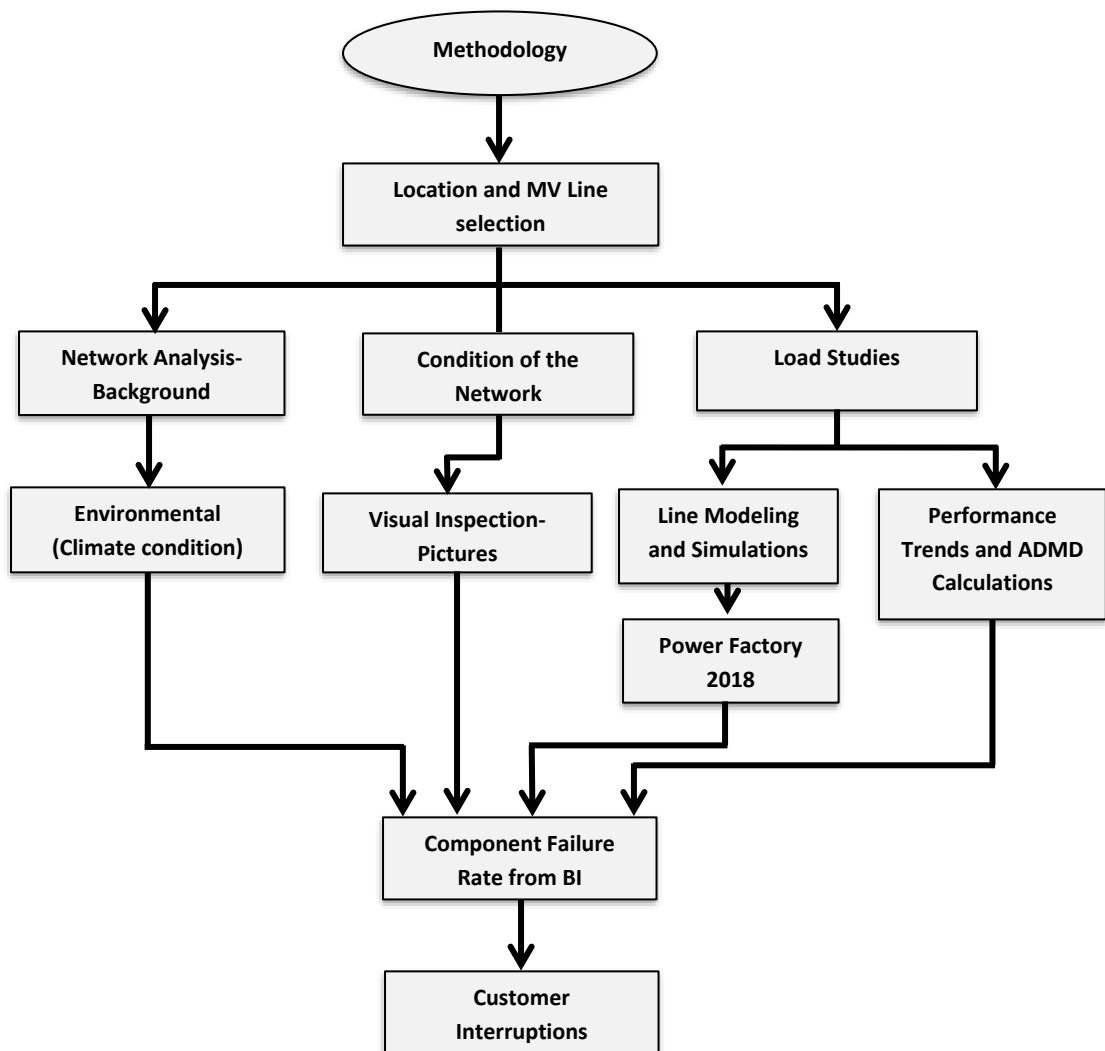 Methodology
Location and MV Line
selection
Network Analysis-
Background
Condition of the
Network
Load Studies
Environmental
(Climate condition)
Visual Inspection-
Pictures
Line Modeling
and Simulations
Performance
Trends and ADMD
Calculations
Power Factory
2018
Component Failure
Rate from BI
Customer
Interruptions